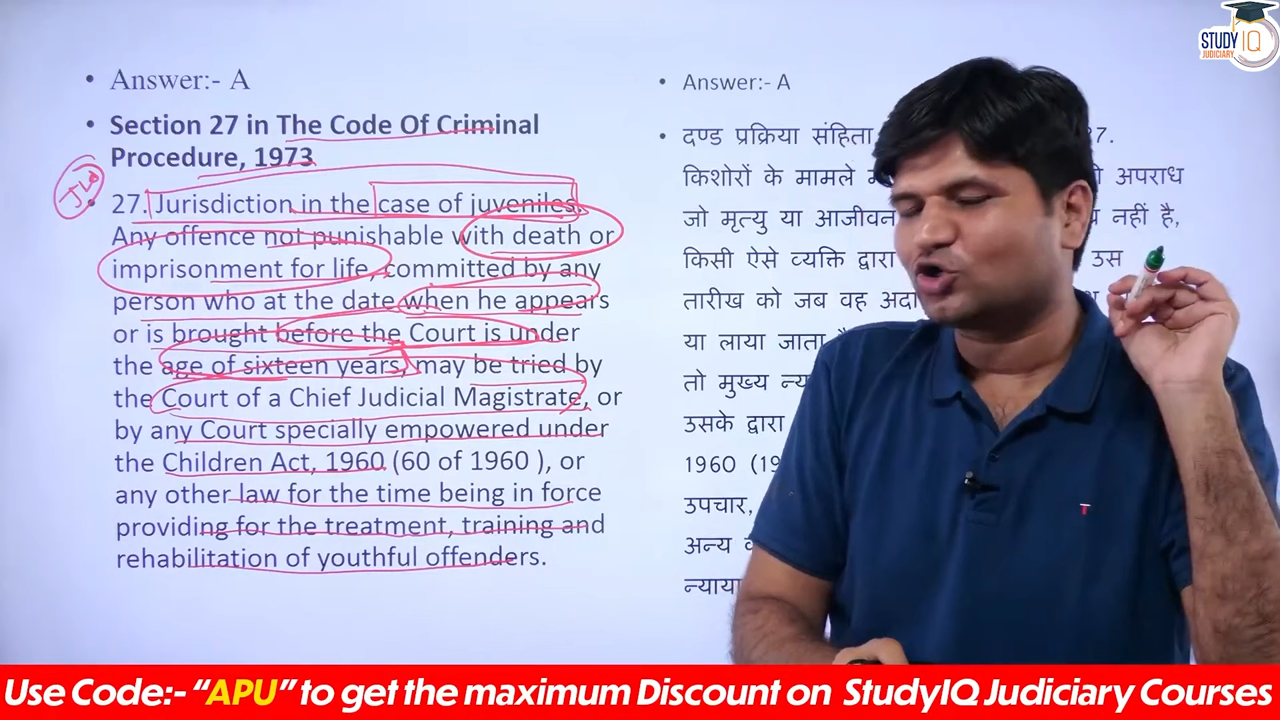 STUDY IQ
JUDICIARY
• Answer:- A
• Section 27 in The Code Of Criminal
Procedure, 1973
JLd
• 27. Jurisdiction in the case of juveniles.
Any offence not punishable with death or
imprisonment for life, committed by any
person who at the date when he appears
or is brought before the Court is under
the age of sixteen years, may be tried by
the Court of a Chief Judicial Magistrate, or
by any Court specially empowered under
the Children Act, 1960 (60 of 1960 ), or
any other law for the time being in force
providing for the treatment, training and
rehabilitation of youthful offenders.
• Answer:- A
• दण्ड प्रक्रिया संहिता 7.
किशोरों के मामले अपराध
जो मृत्यु या आजीवन नहीं है,
किसी ऐसे व्यक्ति द्वारा उस
तारीख को जब वह
या लाया जाता
तो मुख्य
उसके द्वारा
1960
उपचार,
अन्य
Use Code:- “APU” to get the maximum Discount on StudyIQ Judiciary Courses